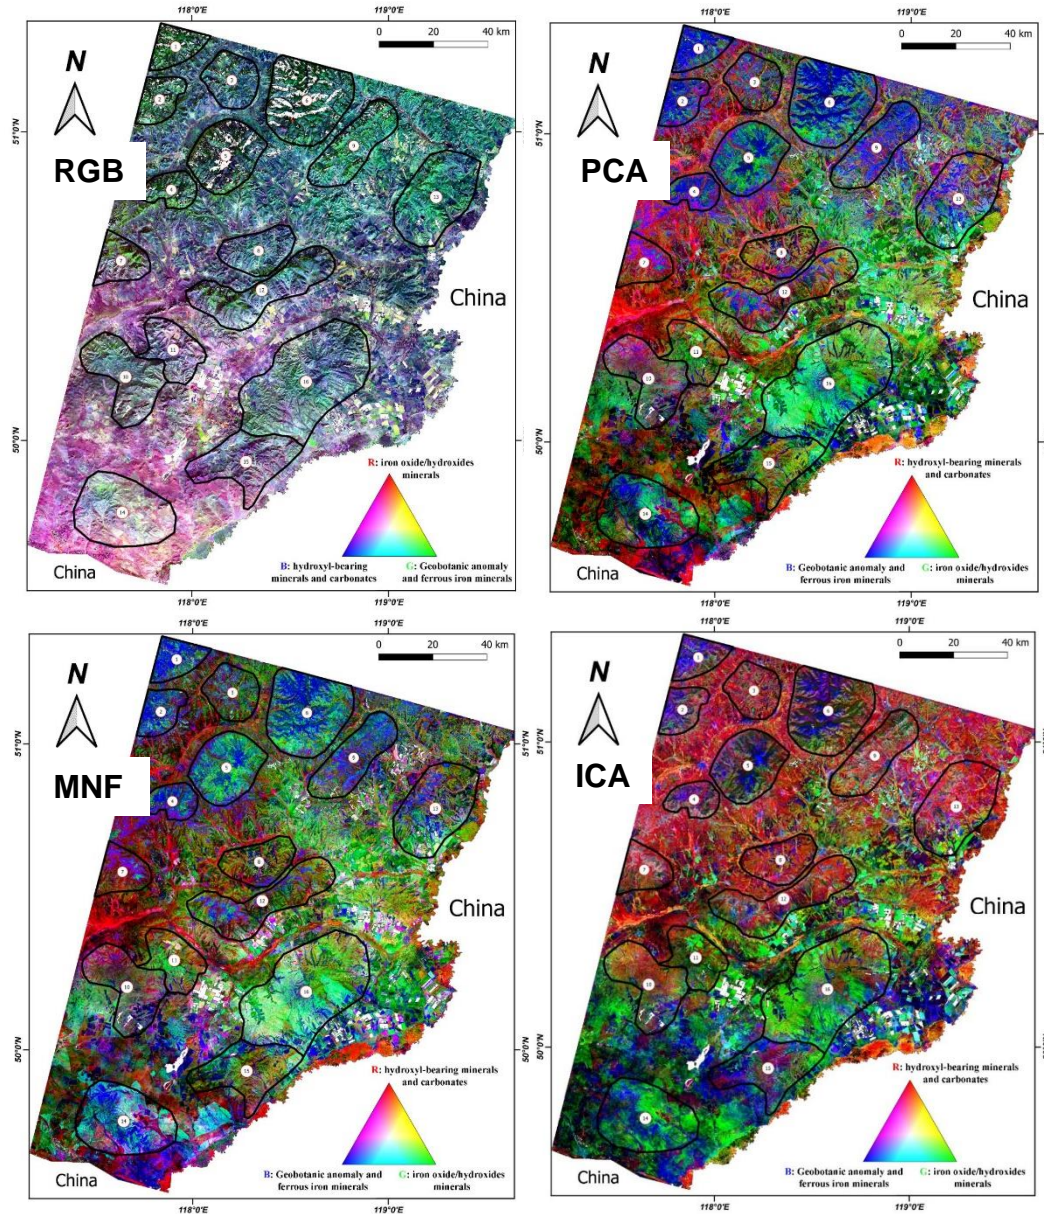 118°0'E 119°0'E
0 20 40 km
N
51°0'N
RGB
China
50°0'N
R: iron oxide/hydroxides
minerals
B: hydroxyl-bearing
minerals and carbonates
G: Geobotanic anomaly
and ferrous iron minerals
China
118°0'E 119°0'E
118°0'E 119°0'E
0 20 40 km
N
51°0'N
PCA
China
50°0'N
R: hydroxyl-bearing minerals
and carbonates
B: Geobotanic anomaly and
ferrous iron minerals
G: iron oxide/hydroxides
minerals
China
118°0'E 119°0'E
118°0'E 119°0'E
0 20 40 km
N
51°0'N
MNF
China
50°0'N
R: hydroxyl-bearing minerals
and carbonates
B: Geobotanic anomaly and
ferrous iron minerals
G: iron oxide/hydroxides
minerals
China
118°0'E 119°0'E
118°0'E 119°0'E
0 20 40 km
N
51°0'N
ICA
China
50°0'N
R: hydroxyl-bearing minerals
and carbonates
B: Geobotanic anomaly and
ferrous iron minerals
G: iron oxide/hydroxides
minerals
China
118°0'E 119°0'E